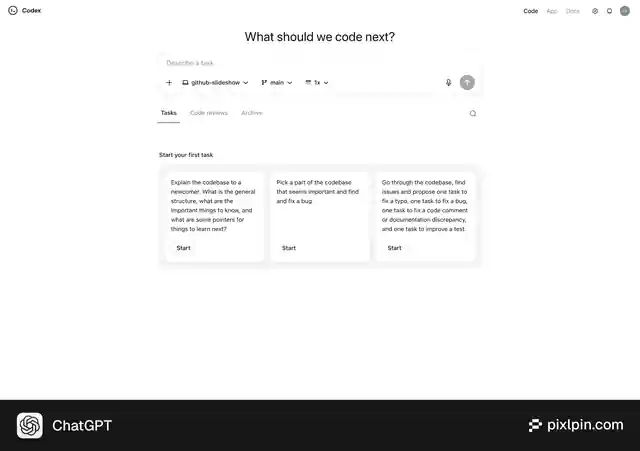 Codex
Code App Docs
What should we code next?
Describe a task
github-slideshow main 1x
Tasks Code reviews Archive
Start your first task
Explain the codebase to a
newcomer. What is the general
structure, what are the
important things to know, and
what are some pointers for
things to learn next?
Start
Pick a part of the codebase
that seems important and find
and fix a bug
Start
Go through the codebase, find
issues and propose one task to
fix a typo, one task to fix a bug,
one task to fix a code comment
or documentation discrepancy,
and one task to improve a test.
Start
ChatGPT
pixlpin.com